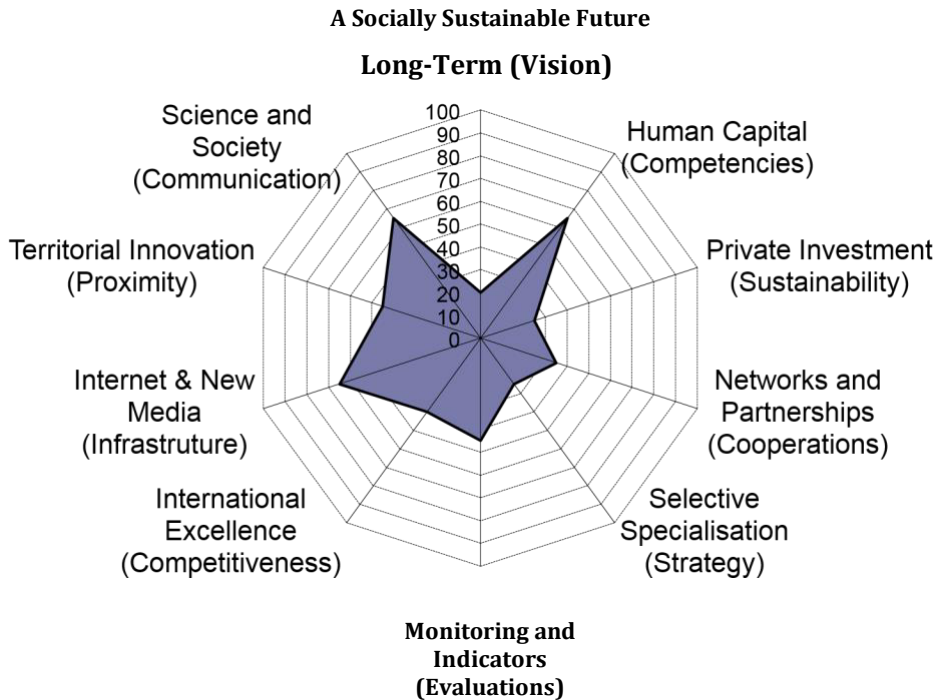 A Socially Sustainable Future
Long-Term (Vision)
Science and
Society
(Communication)
Human Capital
(Competencies)
Territorial Innovation
(Proximity)
Private Investment
(Sustainability)
Internet & New
Media
(Infrastruture)
Networks and
Partnerships
(Cooperations)
International
Excellence
(Competitiveness)
Selective
Specialisation
(Strategy)
100
90
80
70
60
50
40
30
20
10
0
Monitoring and
Indicators
(Evaluations)